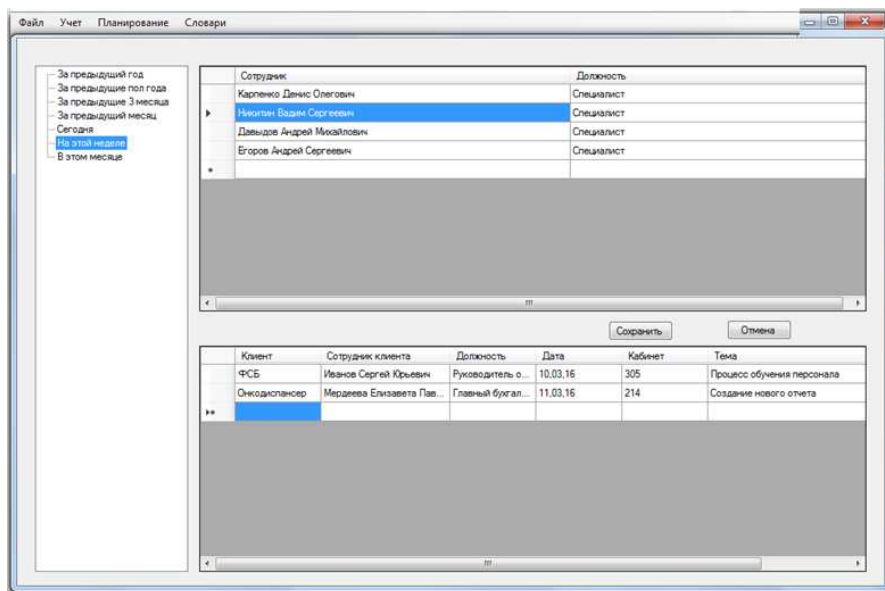 Файл Учет Планирование Словари
За предыдущий год
За предыдущие пол года
За предыдущие 3 месяца
За предыдущий месяц
Сегодня
На этой неделе
В этом месяце
Сотрудник Должность
Карпенко Денис Олегович Специалист
Никитин Вадим Сергеевич Специалист
Давыдов Андрей Михайлович Специалист
Егоров Андрей Сергеевич Специалист
Сохранить Отмена
Клиент Сотрудник клиента Должность Дата Кабинет Тема
ФСБ Иванов Сергей Юрьевич Руководитель о... 10,03,16 305 Процесс обучения персонала
Онкодиспансер Мердеева Елизавета Пав... Главный бухгал... 11,03,16 214 Создание нового отчета